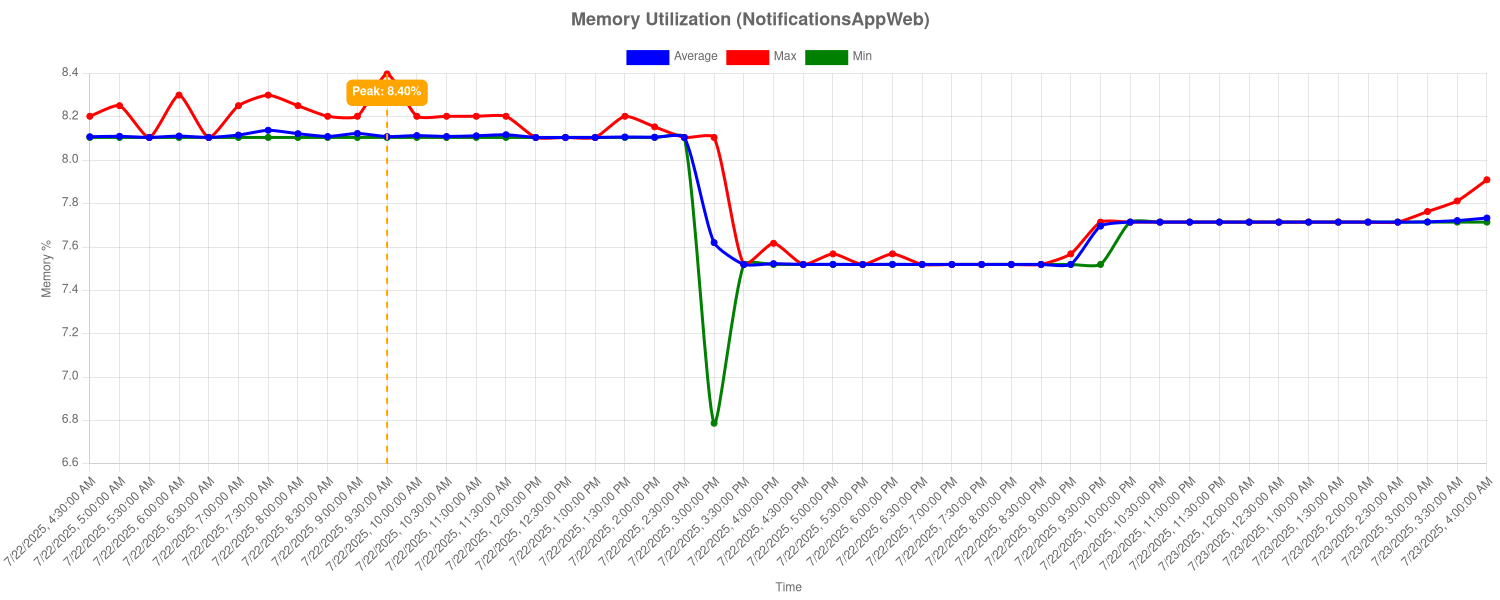 Memory Utilization (NotificationsAppWeb)
Average Max Min
Peak: 8.40%
8.4
8.2
8.0
7.8
7.6
7.4
7.2
7.0
6.8
6.6
Memory %
7/22/2025, 4:30:00 AM
7/22/2025, 5:00:00 AM
7/22/2025, 5:30:00 AM
7/22/2025, 6:00:00 AM
7/22/2025, 6:30:00 AM
7/22/2025, 7:00:00 AM
7/22/2025, 7:30:00 AM
7/22/2025, 8:00:00 AM
7/22/2025, 8:30:00 AM
7/22/2025, 9:00:00 AM
7/22/2025, 9:30:00 AM
7/22/2025, 10:00:00 AM
7/22/2025, 10:30:00 AM
7/22/2025, 11:00:00 AM
7/22/2025, 11:30:00 AM
7/22/2025, 12:00:00 PM
7/22/2025, 12:30:00 PM
7/22/2025, 1:00:00 PM
7/22/2025, 1:30:00 PM
7/22/2025, 2:00:00 PM
7/22/2025, 2:30:00 PM
7/22/2025, 3:00:00 PM
7/22/2025, 3:30:00 PM
7/22/2025, 4:00:00 PM
7/22/2025, 4:30:00 PM
7/22/2025, 5:00:00 PM
7/22/2025, 5:30:00 PM
7/22/2025, 6:00:00 PM
7/22/2025, 6:30:00 PM
7/22/2025, 7:00:00 PM
7/22/2025, 7:30:00 PM
7/22/2025, 8:00:00 PM
7/22/2025, 8:30:00 PM
7/22/2025, 9:00:00 PM
7/22/2025, 9:30:00 PM
7/22/2025, 10:00:00 PM
7/22/2025, 10:30:00 PM
7/22/2025, 11:00:00 PM
7/22/2025, 11:30:00 PM
7/23/2025, 12:00:00 AM
7/23/2025, 12:30:00 AM
7/23/2025, 1:00:00 AM
7/23/2025, 1:30:00 AM
7/23/2025, 2:00:00 AM
7/23/2025, 2:30:00 AM
7/23/2025, 3:00:00 AM
7/23/2025, 3:30:00 AM
7/23/2025, 4:00:00 AM
Time